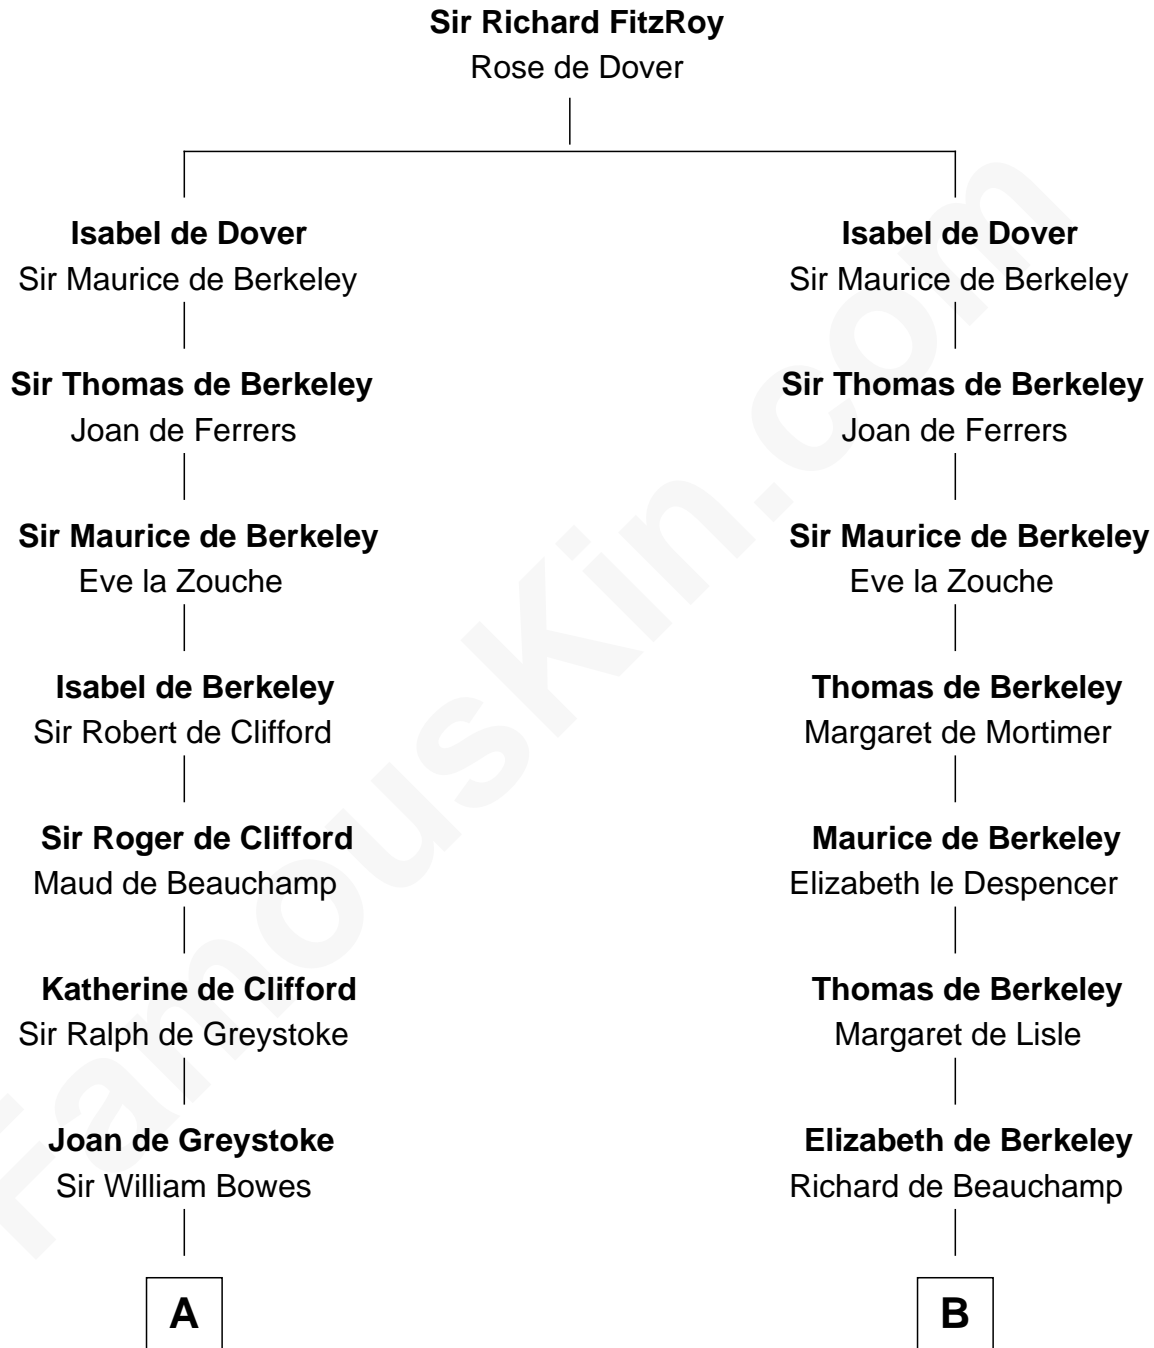 Sir Richard FitzRoy
Rose de Dover
Isabel de Dover
Sir Maurice de Berkeley
Isabel de Dover
Sir Maurice de Berkeley
Sir Thomas de Berkeley
Joan de Ferrers
Sir Thomas de Berkeley
Joan de Ferrers
Sir Maurice de Berkeley
Eve la Zouche
Sir Maurice de Berkeley
Eve la Zouche
Isabel de Berkeley
Sir Robert de Clifford
Thomas de Berkeley
Margaret de Mortimer
Sir Roger de Clifford
Maud de Beauchamp
Maurice de Berkeley
Elizabeth le Despencer
Katherine de Clifford
Sir Ralph de Greystoke
Thomas de Berkeley
Margaret de Lisle
Joan de Greystoke
Sir William Bowes
Elizabeth de Berkeley
Richard de Beauchamp
A
B
FamousKin.com